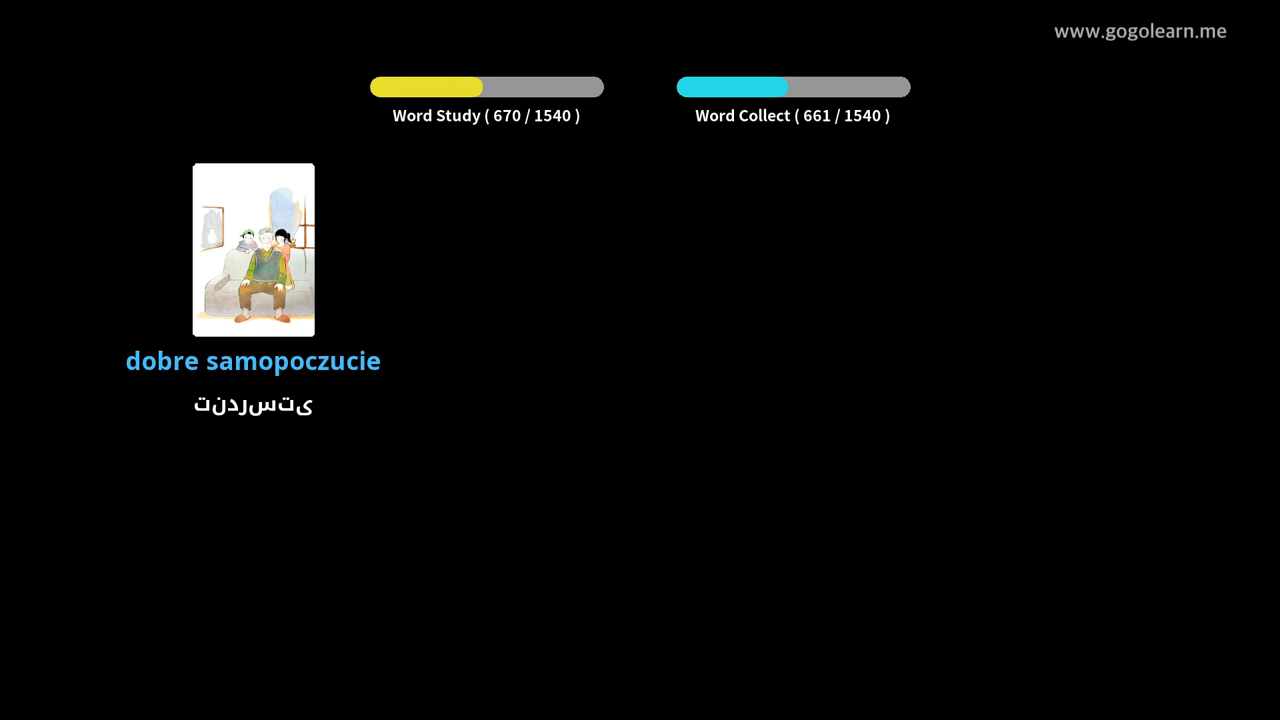 www.gogolearn.me
Word Study ( 670 / 1540 )
Word Collect ( 661 / 1540 )
dobre samopoczucie
تندرستی